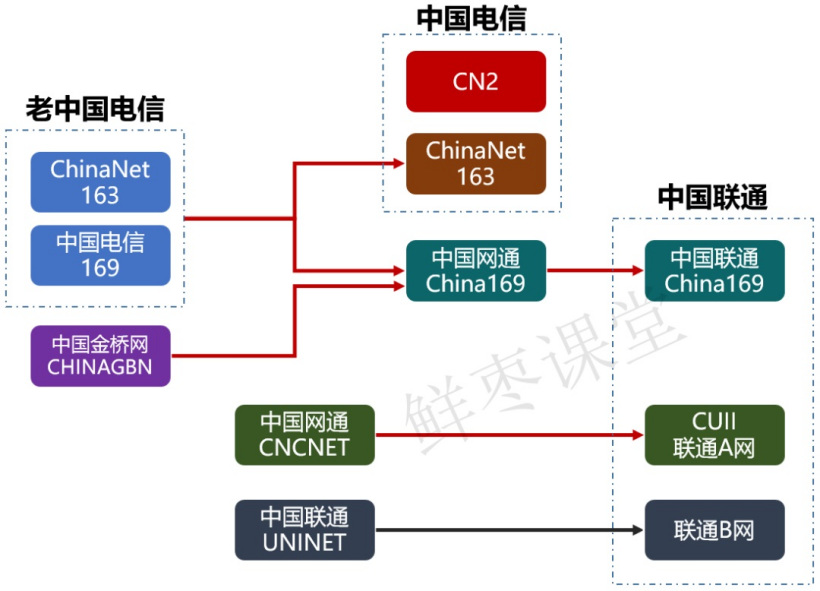 中国电信
CN2
老中国电信
ChinaNet
163
ChinaNet
163
中国联通
中国电信
169
中国网通
China169
中国联通
China169
中国金桥网
CHINAGBN
鲜枣课堂
中国网通
CNCNET
CUII
联通A网
中国联通
UNINET
联通B网